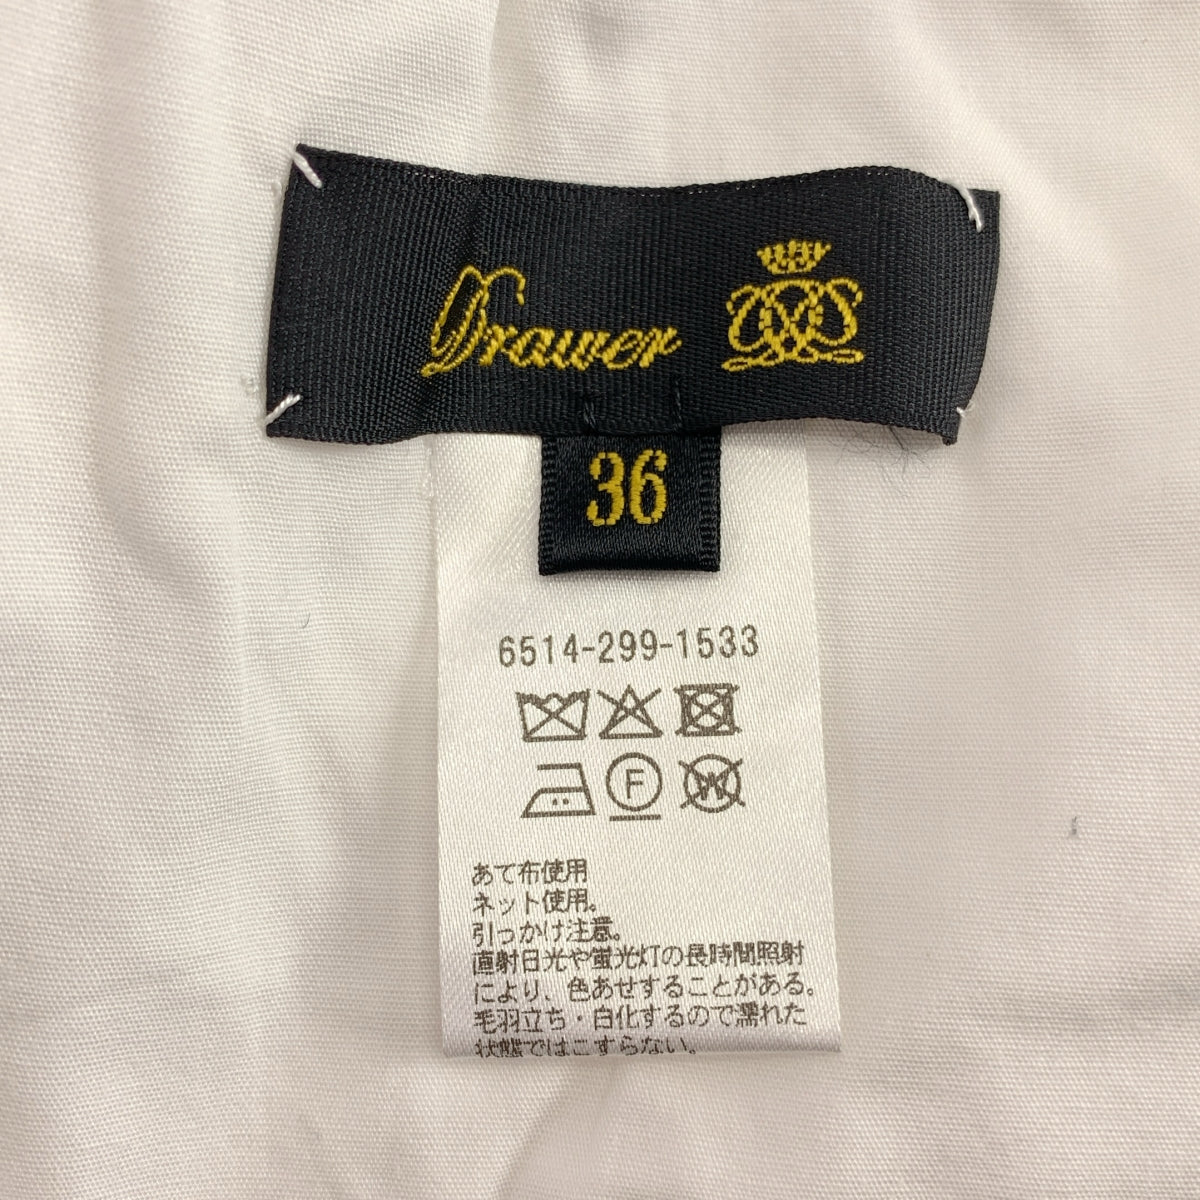 Drawer
36
6514-299-1533
F
W
あて布使用
ネット使用。
引っかけ注意。
直射日光や蛍光灯の長時間照射
により、色あせすることがある。
毛羽立ち・白化するので濡れた
状態ではこすらない。